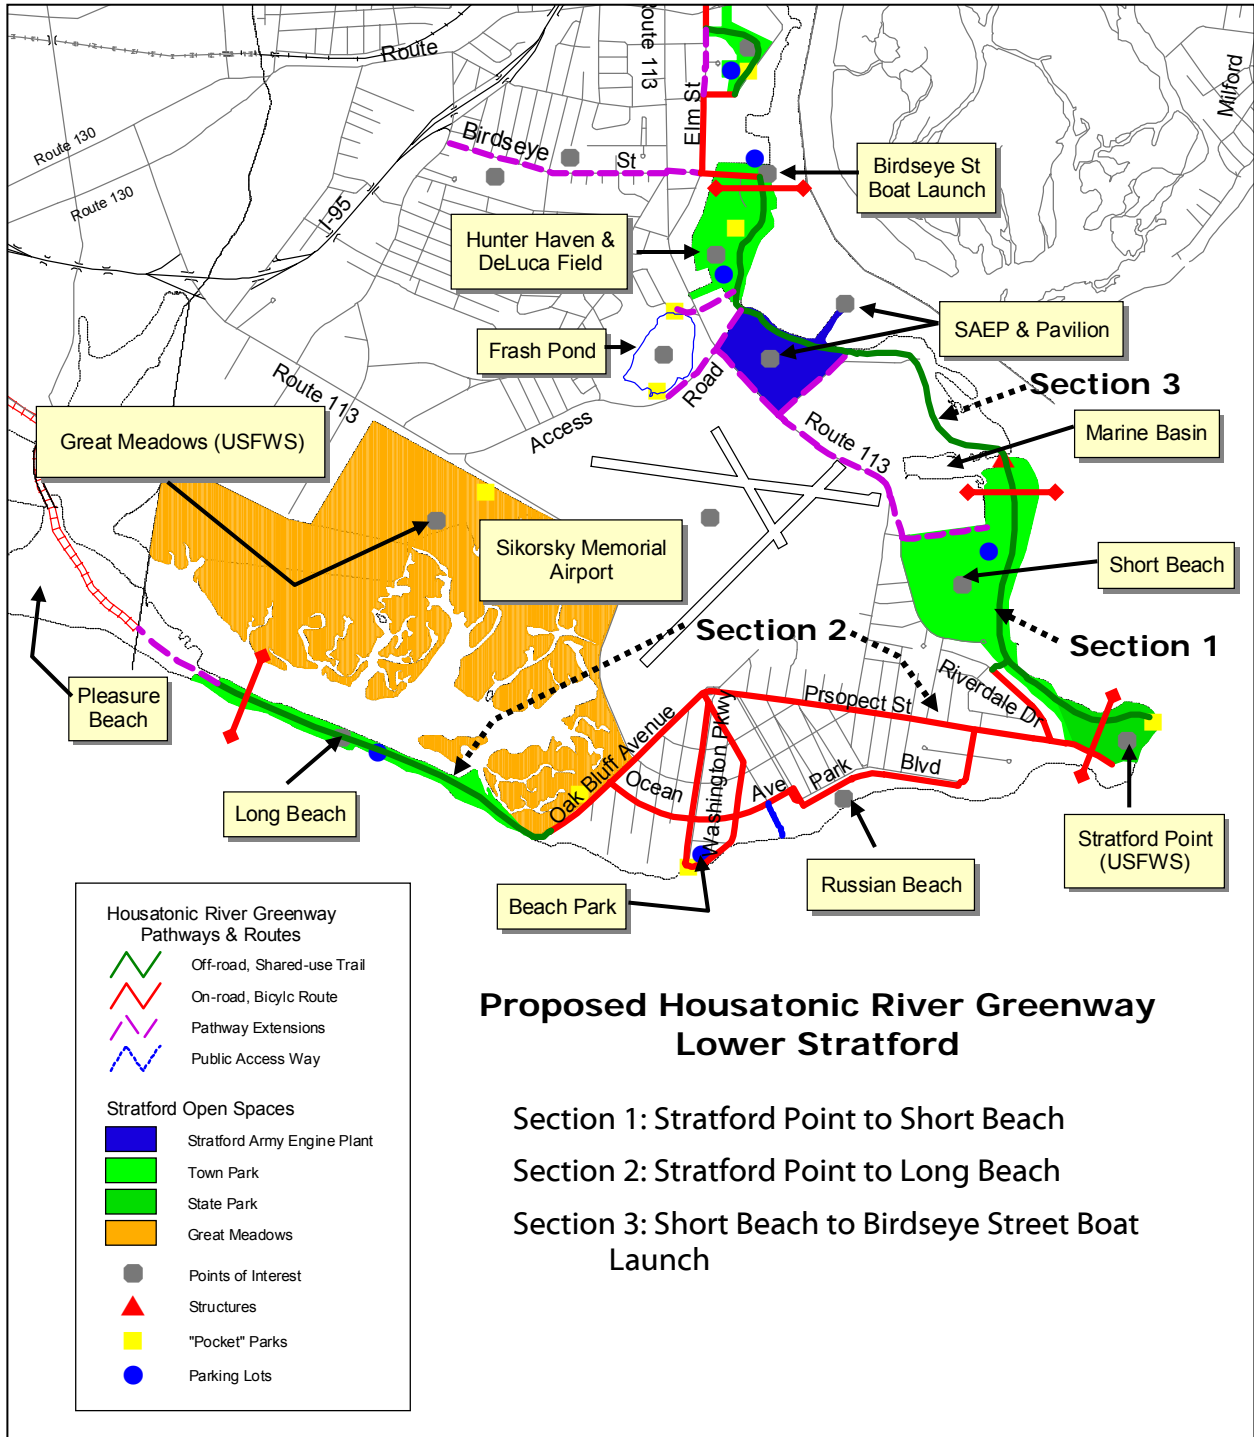 Route
Route 113
Elm St
Milford
Route 130
Route 130
I-95
Birdseye
St
Birdseye St
Boat Launch
Hunter Haven &
DeLuca Field
SAEP & Pavilion
Frash Pond
Road
Access
Route 113
Section 3
Great Meadows (USFWS)
Route 113
Marine Basin
Sikorsky Memorial
Airport
Short Beach
Section 2
Section 1
Pleasure
Beach
Riverdale Dr
Prsopect St
Washington Pkwy
Oak Bluff Avenue
Ocean
Ave
Park
Blvd
Long Beach
Stratford Point
(USFWS)
Russian Beach
Beach Park
Housatonic River Greenway
Pathways & Routes
Off-road, Shared-use Trail
On-road, Bicylc Route
Pathway Extensions
Public Access Way
Stratford Open Spaces
Stratford Army Engine Plant
Town Park
State Park
Great Meadows
Points of Interest
Structures
"Pocket" Parks
Parking Lots
Proposed Housatonic River Greenway
Lower Stratford
Section 1: Stratford Point to Short Beach
Section 2: Stratford Point to Long Beach
Section 3: Short Beach to Birdseye Street Boat
Launch